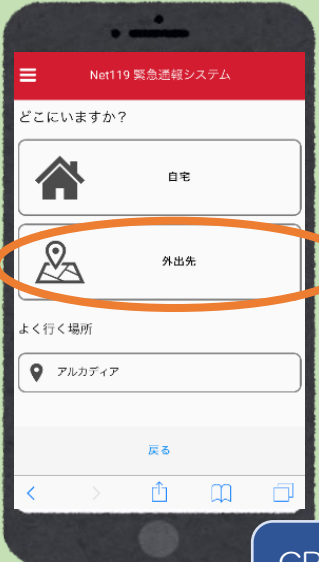 Net119 緊急通報システム
どこにいますか？
自宅
外出先
よく行く場所
アルカディア
戻る